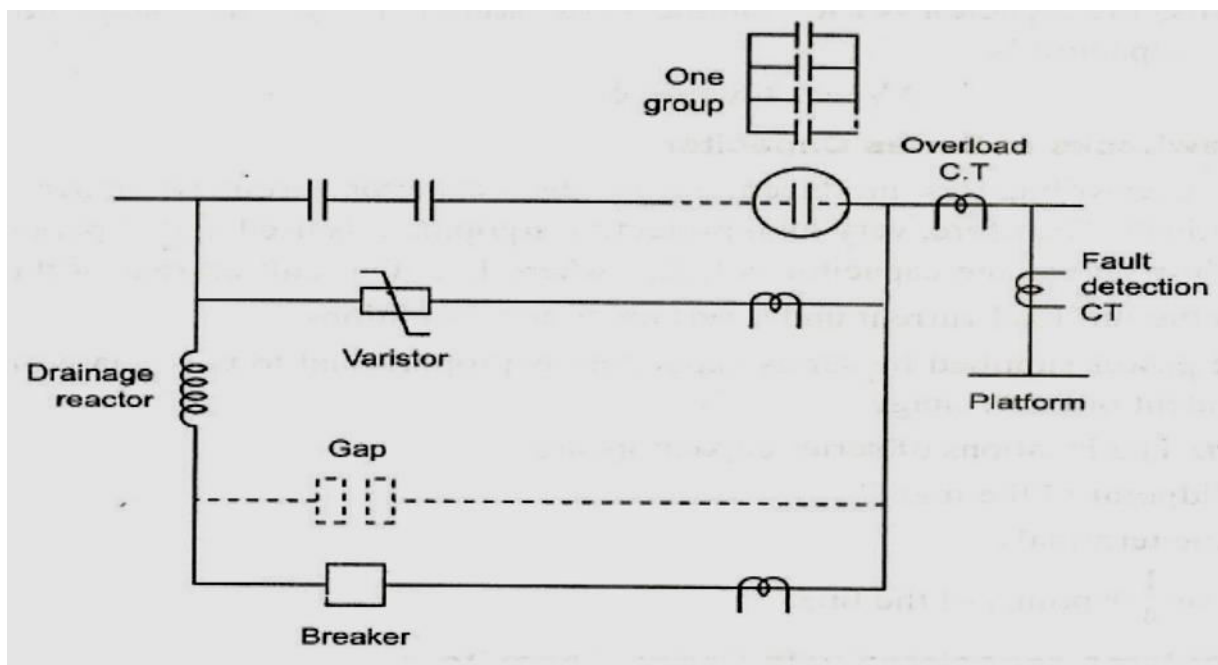 One
group
Overload
C.T
Fault
detection
CT
Varistor
Drainage
reactor
Platform
Gap
Breaker